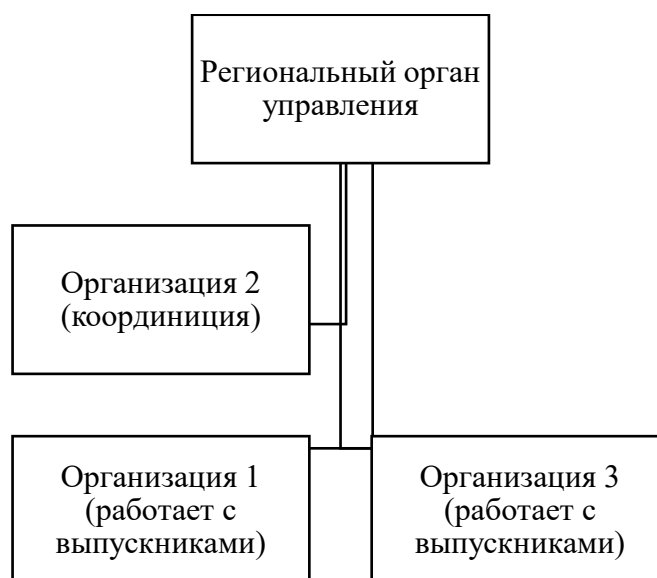 Региональный орган
управления
Организация 2
(координиция)
Организация 1
(работает с
выпускниками)
Организация 3
(работает с
выпускниками)